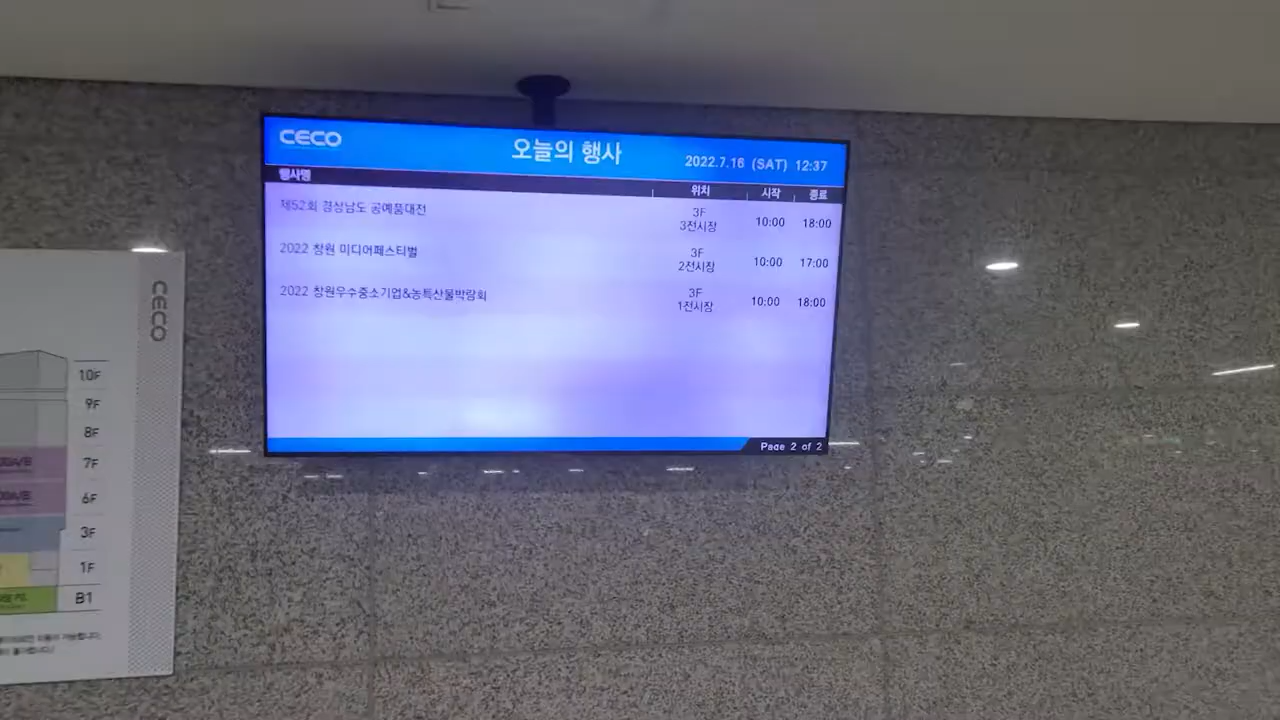 CECO
오늘의 행사
2022.7.16 (SAT) 12:37
행사명 위치 시작 종료
제52회 경상남도 공예품대전 3F 3전시장 10:00 18:00
2022 창원 미디어페스티벌 3F 2전시장 10:00 17:00
2022 창원우수중소기업&농특산물박람회 3F 1전시장 10:00 18:00
Page 2 of 2
CECO
10F
9F
8F
7F
6F
3F
1F
B1